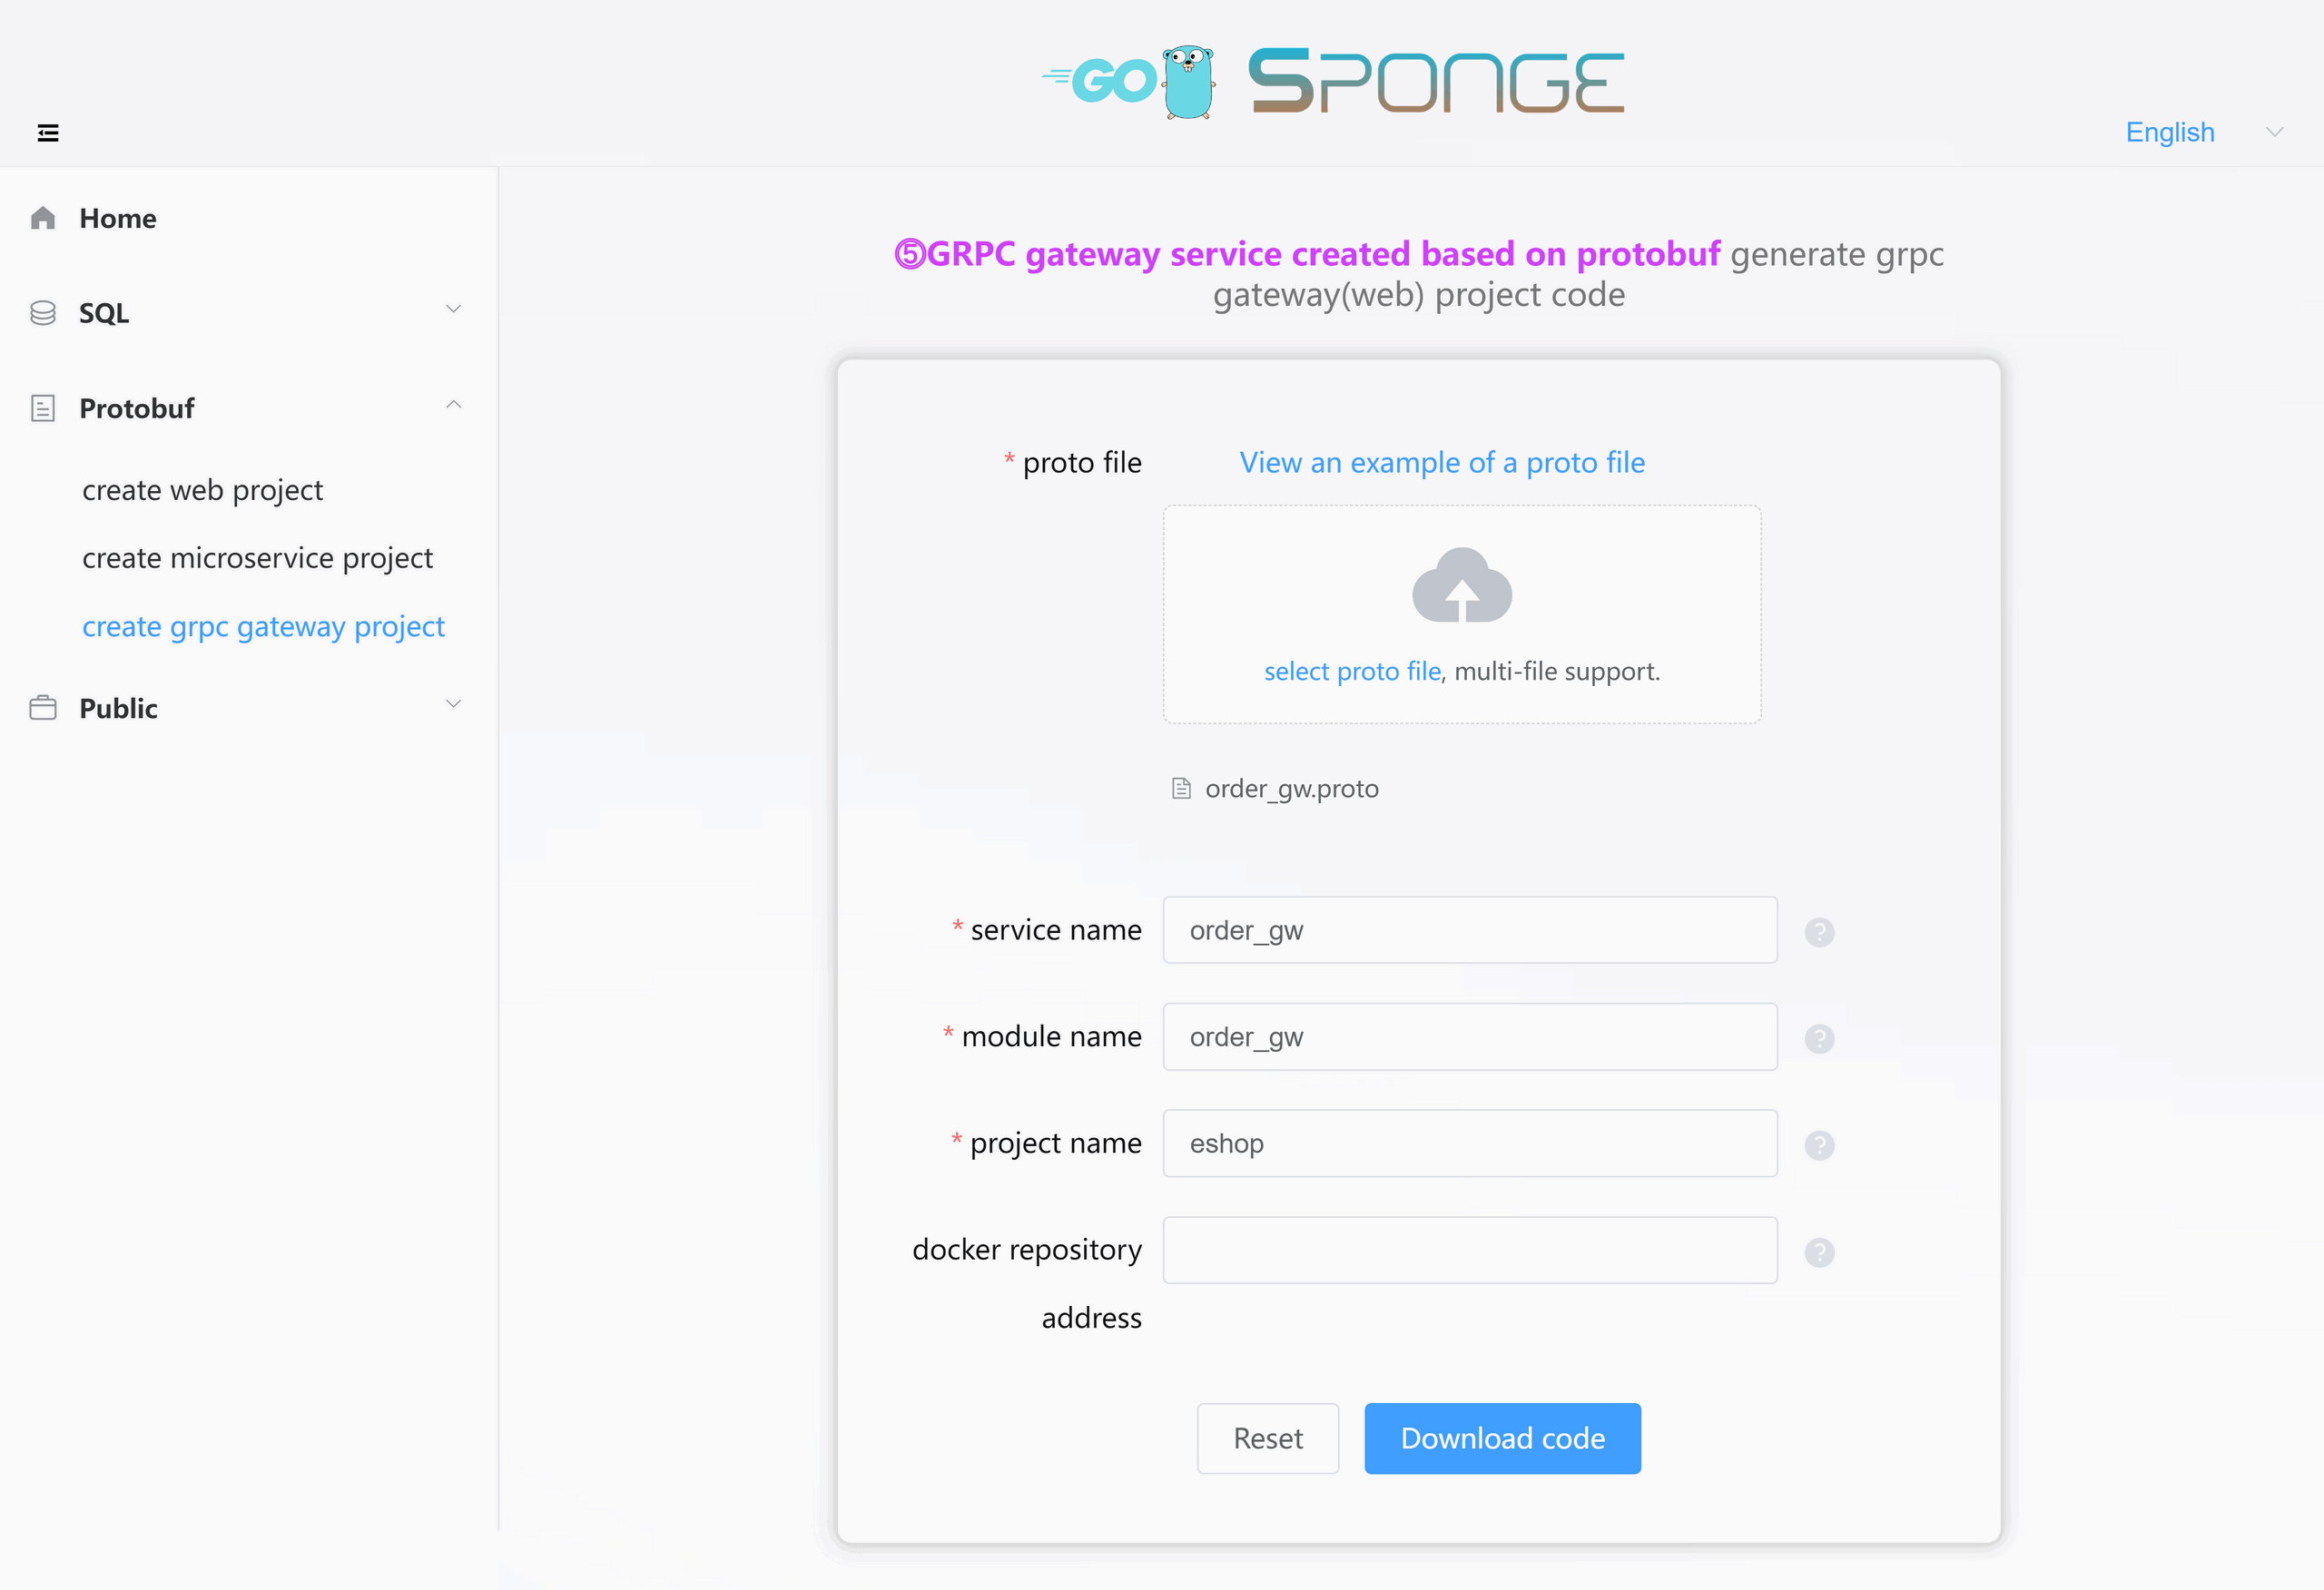 GO SPONGE
English
Home
SQL
Protobuf
create web project
create microservice project
create grpc gateway project
Public
⑤GRPC gateway service created based on protobuf generate grpc
gateway(web) project code
* proto file View an example of a proto file
select proto file, multi-file support.
order_gw.proto
* service name order_gw ?
* module name order_gw ?
* project name eshop ?
docker repository ?
address
Reset Download code